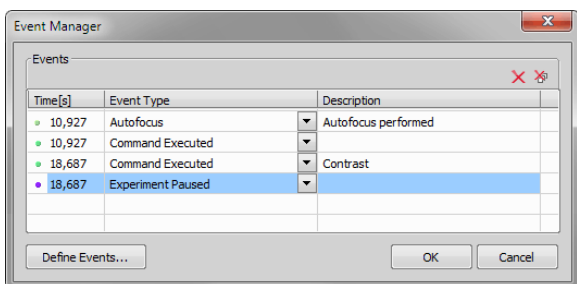 Event Manager
Events
Time[s] Event Type Description
10,927 Autofocus Autofocus performed
10,927 Command Executed
18,687 Command Executed Contrast
18,687 Experiment Paused
Define Events... OK Cancel